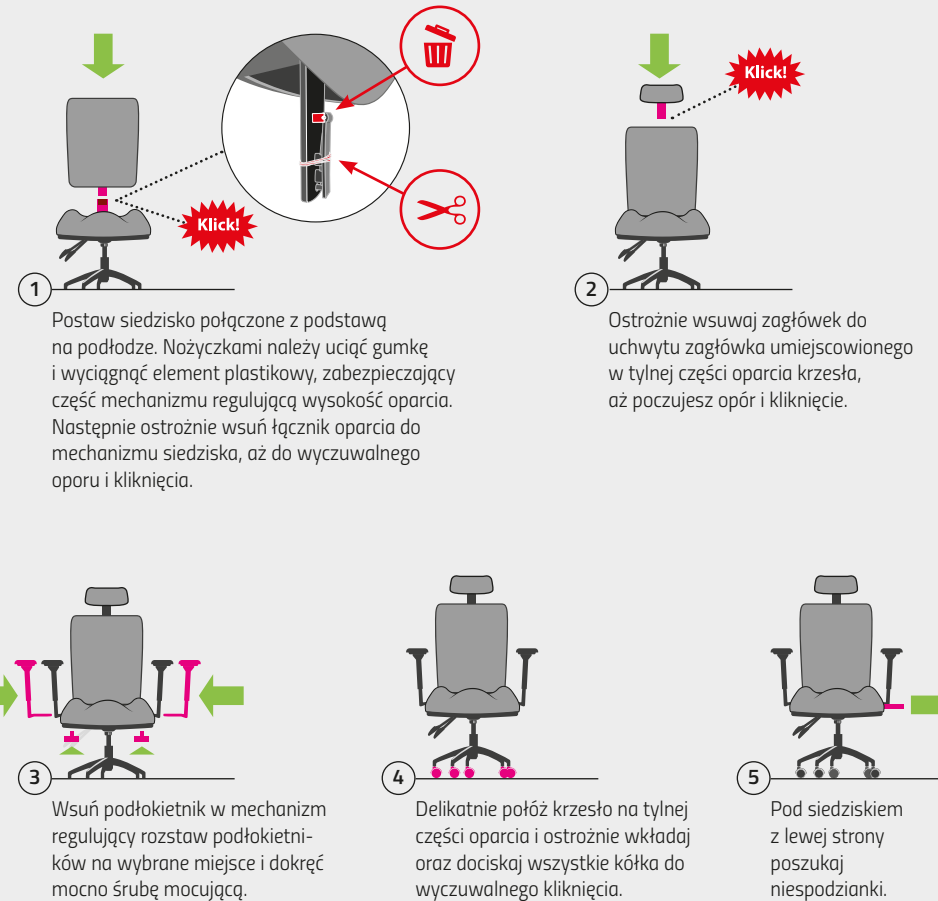 Klick!
Klick!
1
Postaw siedzisko połączone z podstawą
na podłodze. Nożyczkami należy uciąć gumkę
i wyciągnąć element plastikowy, zabezpieczający
część mechanizmu regulującą wysokość oparcia.
Następnie ostrożnie wsuń łącznik oparcia do
mechanizmu siedziska, aż do wyczuwalnego
oporu i kliknięcia.
2
Ostrożnie wsuwaj zagłówek do
uchwytu zagłówka umiejscowionego
w tylnej części oparcia krzesła,
aż poczujesz opór i kliknięcie.
3
Wsuń podłokietnik w mechanizm
regulujący rozstaw podłokietni-
ków na wybrane miejsce i dokręć
mocno śrubę mocującą.
4
Delikatnie połóż krzesło na tylnej
części oparcia i ostrożnie wkładaj
oraz dociskaj wszystkie kółka do
wyczuwalnego kliknięcia.
5
Pod siedziskiem
z lewej strony
poszukaj
niespodzianki.